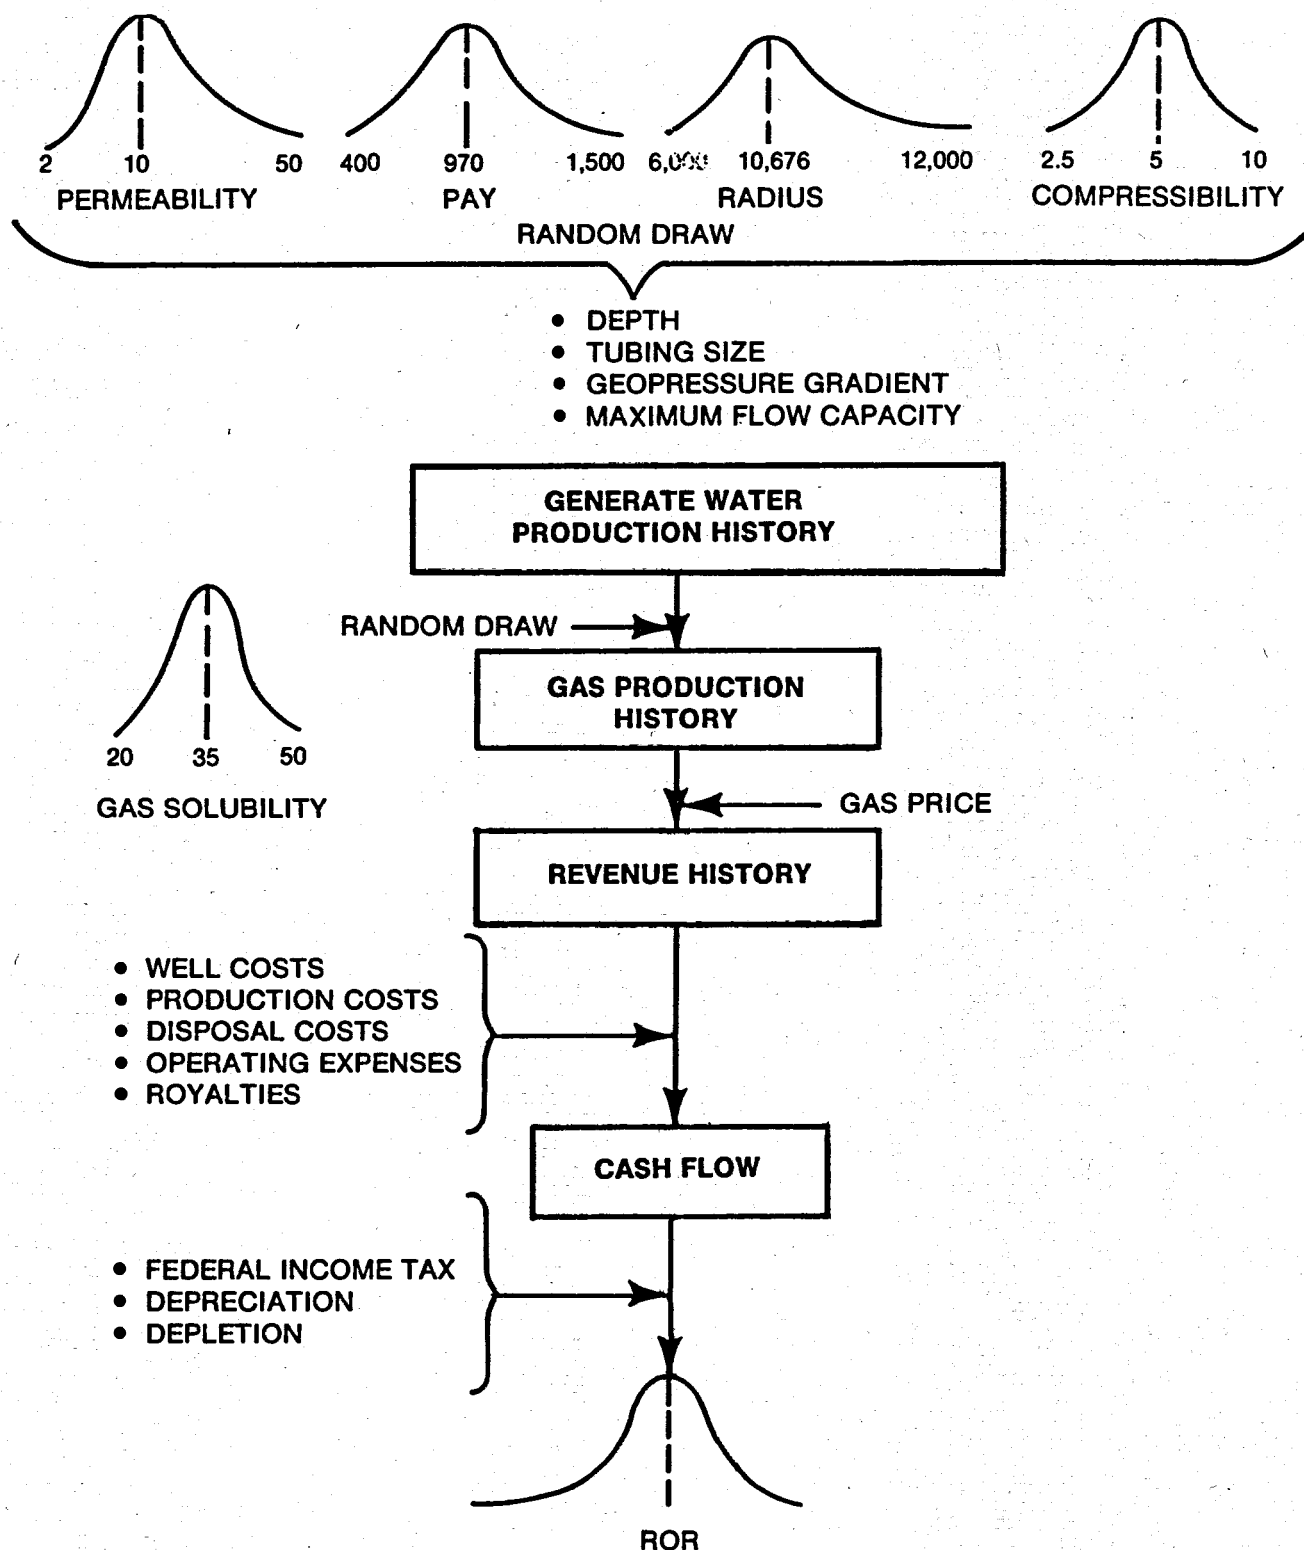 2 10 50
PERMEABILITY
400 970 1,500
PAY
6,000 10,676 12,000
RADIUS
2.5 5 10
COMPRESSIBILITY
RANDOM DRAW
• DEPTH
• TUBING SIZE
• GEOPRESSURE GRADIENT
• MAXIMUM FLOW CAPACITY
GENERATE WATER
PRODUCTION HISTORY
RANDOM DRAW
GAS PRODUCTION
HISTORY
20 35 50
GAS SOLUBILITY
GAS PRICE
REVENUE HISTORY
• WELL COSTS
• PRODUCTION COSTS
• DISPOSAL COSTS
• OPERATING EXPENSES
• ROYALTIES
CASH FLOW
• FEDERAL INCOME TAX
• DEPRECIATION
• DEPLETION
ROR